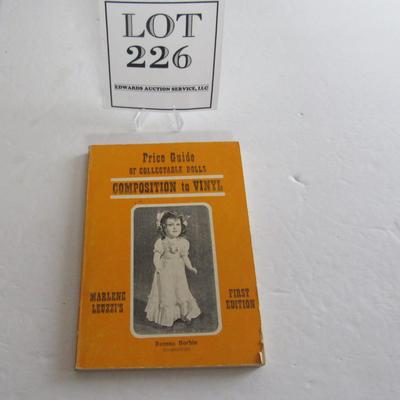 LOT
226
EDWARDS AUCTION SERVICE, LLC
Price Guide
OF COLLECTABLE DOLLS
COMPOSITION to VINYL
MARLENE
LEUZZI'S
FIRST
EDITION